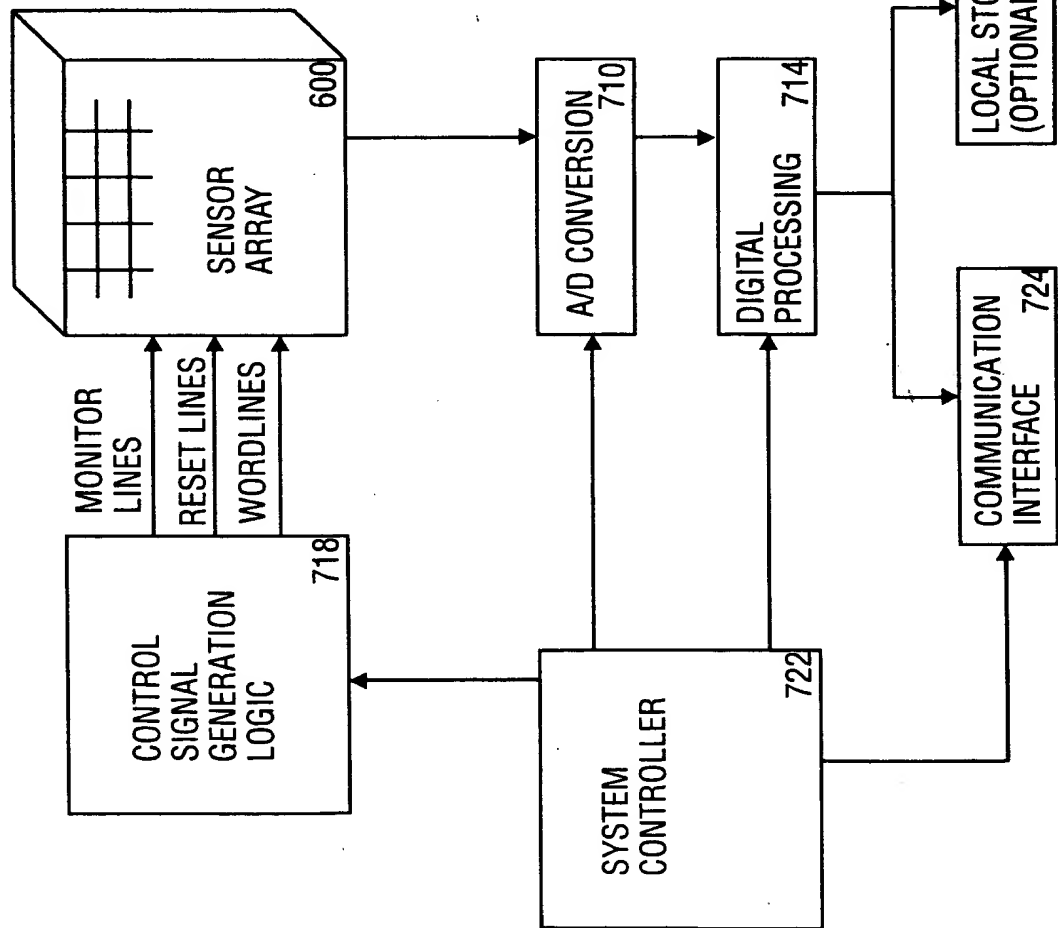 MONITOR
LINES
RESET LINES
WORDLINES
CONTROL
SIGNAL
GENERATION
LOGIC
718
SENSOR
ARRAY
600
A/D CONVERSION
710
SYSTEM
CONTROLLER
722
DIGITAL
PROCESSING
714
COMMUNICATION
INTERFACE
724
LOCAL